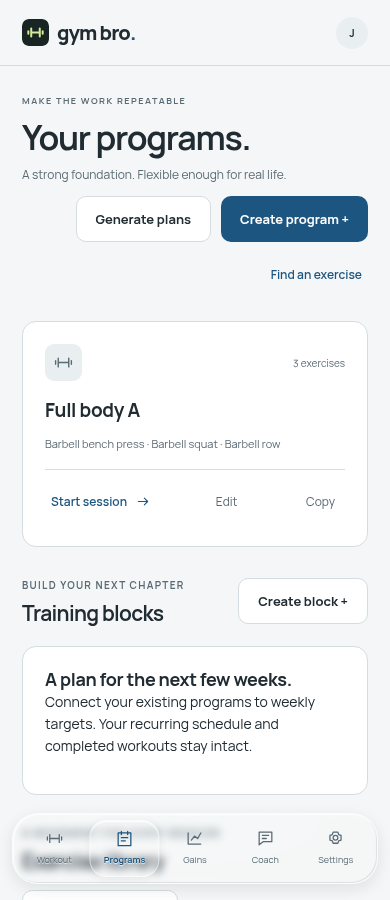 gym bro.
J
MAKE THE WORK REPEATABLE
Your programs.
A strong foundation. Flexible enough for real life.
Generate plans
Create program +
Find an exercise
3 exercises
Full body A
Barbell bench press · Barbell squat · Barbell row
Start session →
Edit
Copy
BUILD YOUR NEXT CHAPTER
Training blocks
Create block +
A plan for the next few weeks.
Connect your existing programs to weekly
targets. Your recurring schedule and
completed workouts stay intact.
Workout
Programs
Gains
Coach
Settings